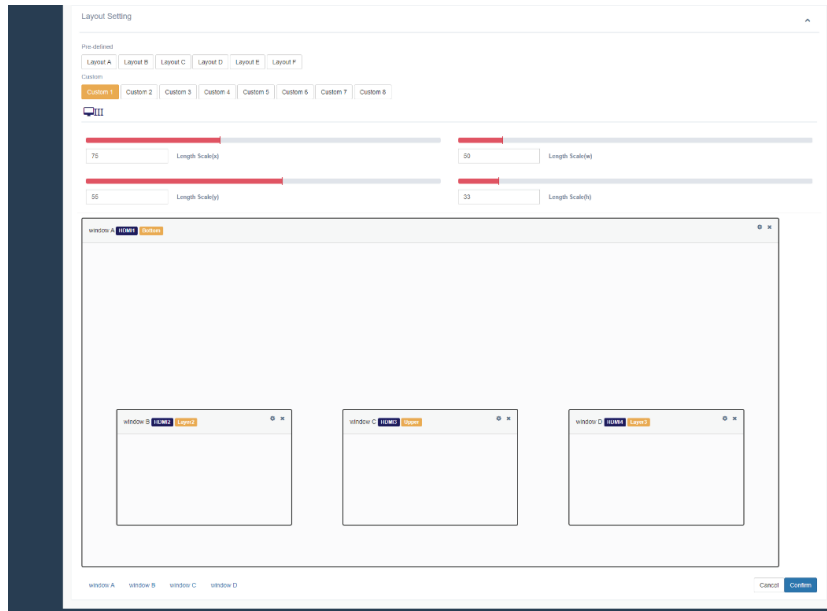 Layout Setting
Pre-defined
Layout A Layout B Layout C Layout D Layout E Layout F
Custom
Custom 1 Custom 2 Custom 3 Custom 4 Custom 5 Custom 6 Custom 7 Custom 8
75 Length Scale(x) 50 Length Scale(w)
55 Length Scale(y) 33 Length Scale(h)
window A HDMI1 Button
window B HDMI2 Layer2 window C HDMI3 Upper window D HDMI4 Layer3
window A window B window C window D Cancel Confirm